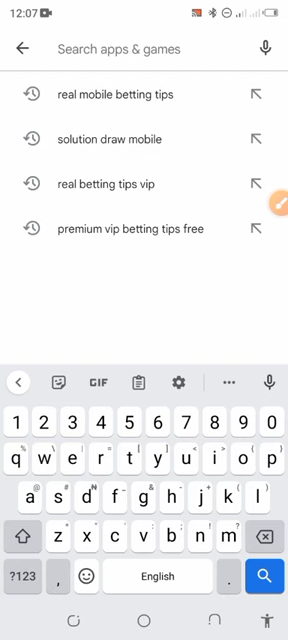 12:07
Search apps & games
real mobile betting tips
solution draw mobile
real betting tips vip
premium vip betting tips free
GIF
1 2 3 4 5 6 7 8 9 0
q w e r t y u i o p
a s d f g h j k l
z x c v b n m
?123 , English .